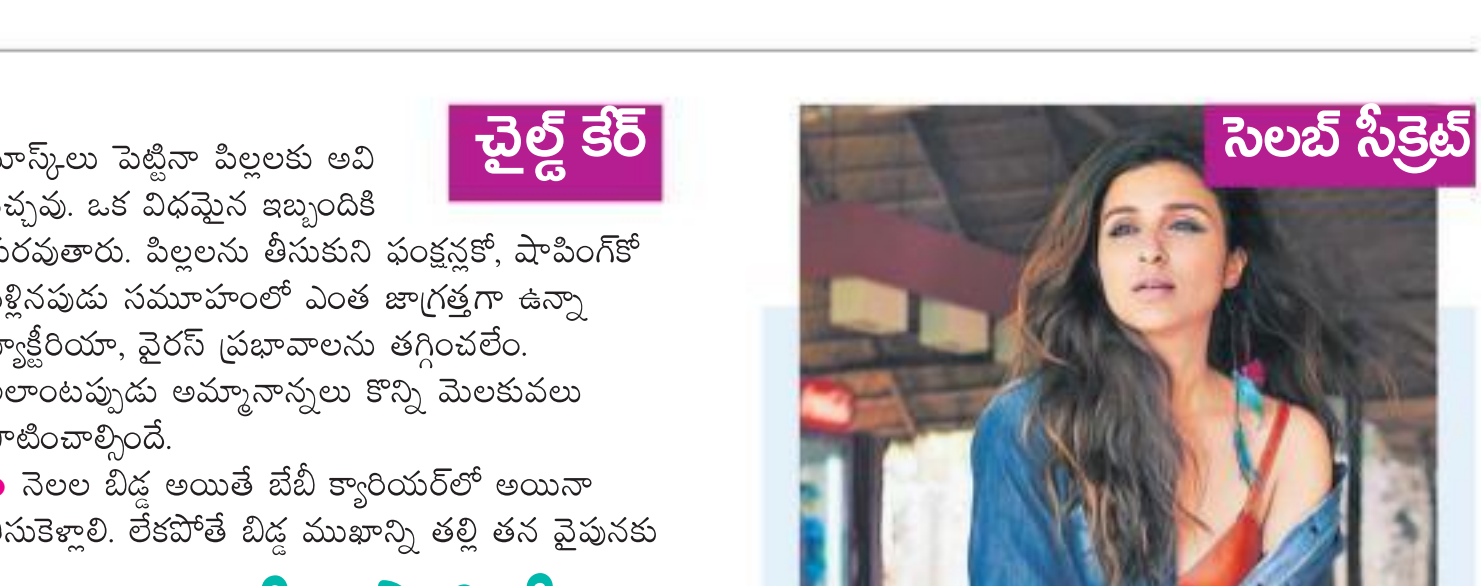 చైల్డ్ కేర్
పెట్టినా పిల్లలకు అవి
ఒక విధమైన ఇబ్బందికి
పిల్లలను తీసుకుని ఫంక్షన్లకో, షాపింగ్‌కో
సమూహంలో ఎంత జాగ్రత్తగా ఉన్నా
వైరస్ ప్రభావాలను తగ్గించలేం.
అమ్మానాన్నలు కొన్ని మెలకువలు
నెలల బిడ్డ అయితే బేబీ క్యారియర్‌లో అయినా
లేకపోతే బిడ్డ ముఖాన్ని తల్లి తన వైపునకు
సెలబ్ సీక్రెట్